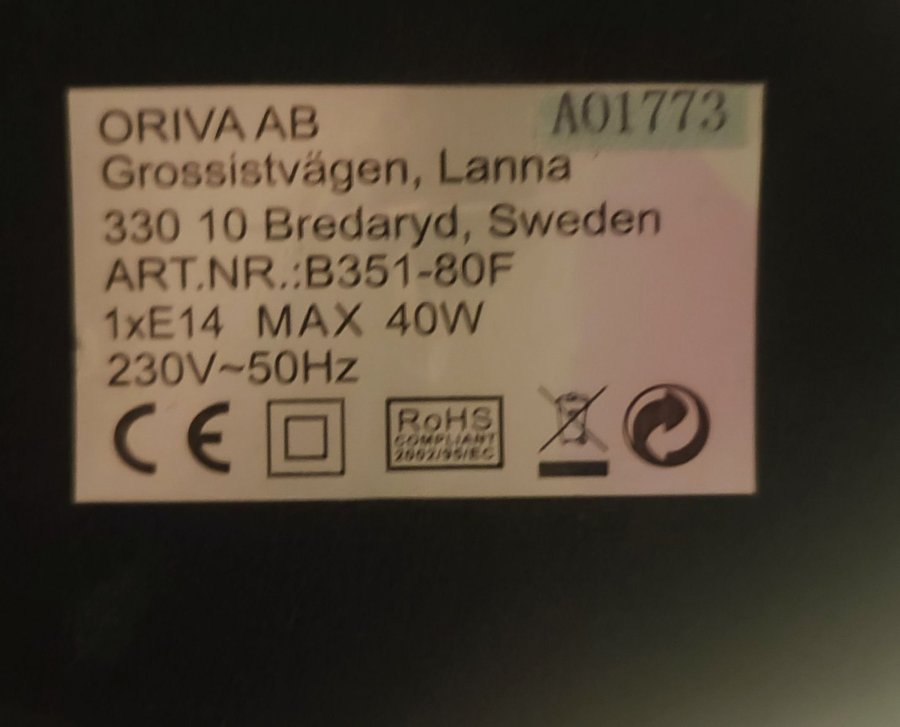 ORIVA AB
A01773
Grossistvägen, Lanna
330 10 Bredaryd, Sweden
ART.NR.:B351-80F
1xE14 MAX 40W
230V~50Hz
CE
RoHS
COMPLIANT
2002/95/EC